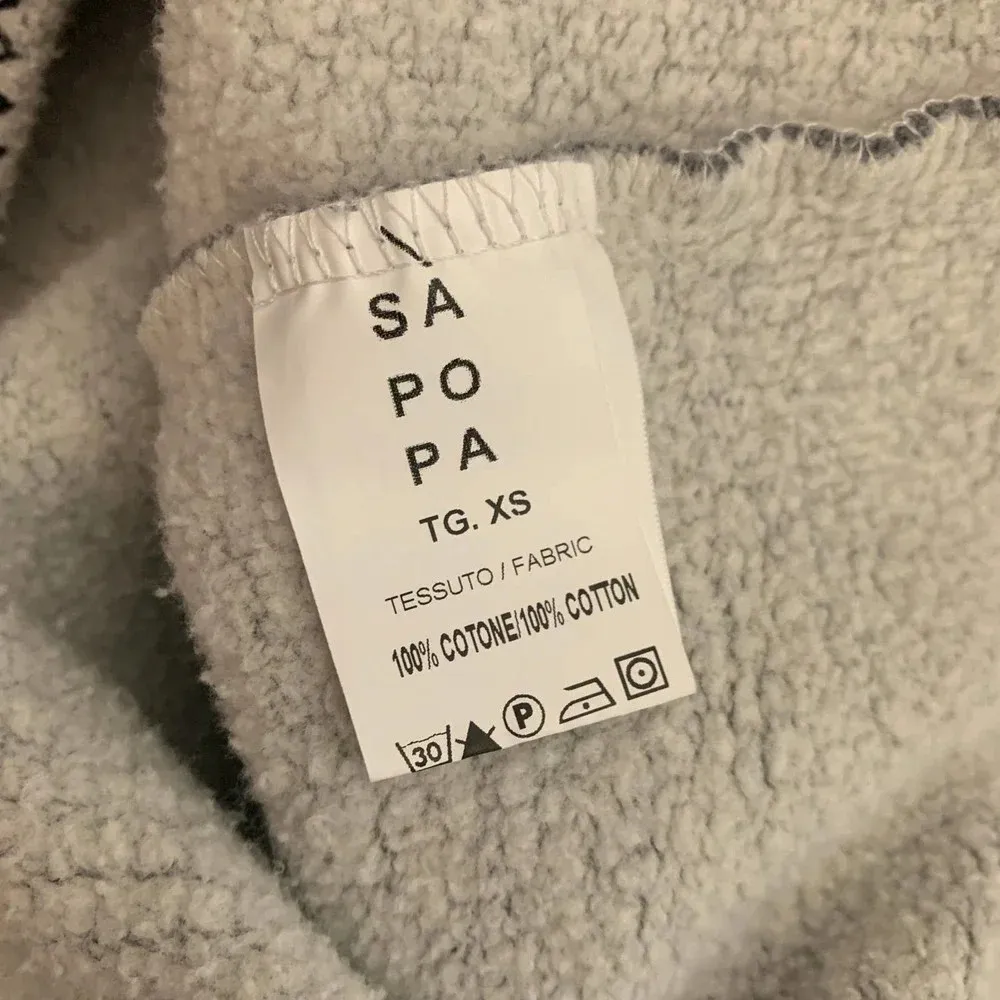 SÀ
PO
PA
TG. XS
TESSUTO / FABRIC
100% COTONE/100% COTTON
30 P